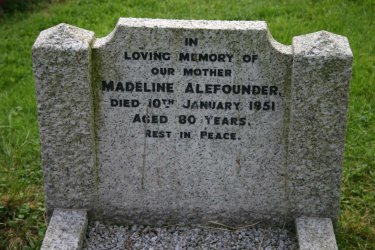 IN
LOVING MEMORY OF
OUR MOTHER
MADELINE ALEFOUNDER.
DIED 10TH JANUARY 1951
AGED 80 YEARS.
REST IN PEACE.